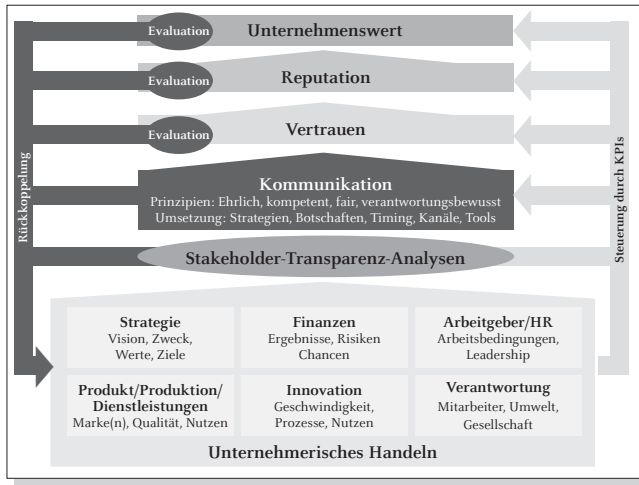 Evaluation
Unternehmenswert
Evaluation
Reputation
Evaluation
Vertrauen
Kommunikation
Prinzipien: Ehrlich, kompetent, fair, verantwortungsbewusst
Umsetzung: Strategien, Botschaften, Timing, Kanäle, Tools
Stakeholder-Transparenz-Analysen
Rückkoppelung
Steuerung durch KPIs
Strategie
Vision, Zweck,
Werte, Ziele
Finanzen
Ergebnisse, Risiken
Chancen
Arbeitgeber/HR
Arbeitsbedingungen,
Leadership
Produkt/Produktion/
Dienstleistungen
Marke(n), Qualität, Nutzen
Innovation
Geschwindigkeit,
Prozesse, Nutzen
Verantwortung
Mitarbeiter, Umwelt,
Gesellschaft
Unternehmerisches Handeln